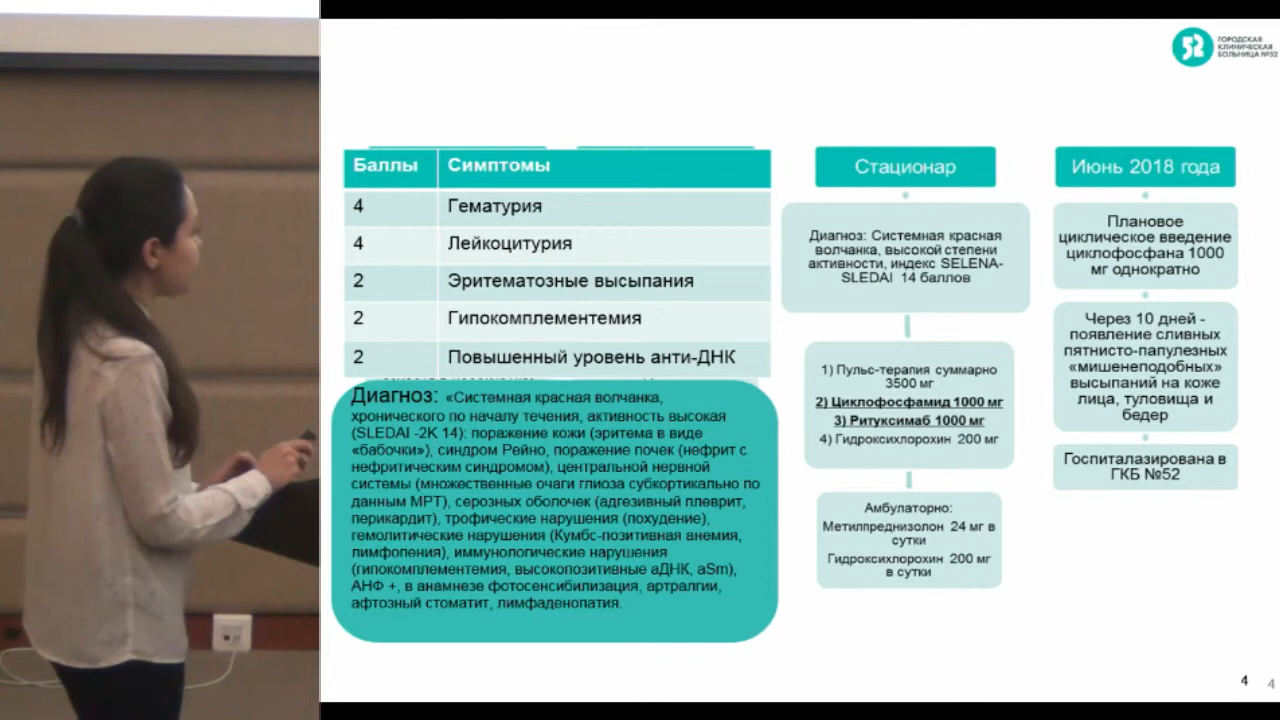 ГОРОДСКАЯ
КЛИНИЧЕСКАЯ
БОЛЬНИЦА №52
Баллы Симптомы
4 Гематурия
4 Лейкоцитурия
2 Эритематозные высыпания
2 Гипокомплементемия
2 Повышенный уровень анти-ДНК
Диагноз: «Системная красная волчанка,
хронического по началу течения, активность высокая
(SLEDAI -2K 14): поражение кожи (эритема в виде
«бабочки»), синдром Рейно, поражение почек (нефрит с
нефритическим синдромом), центральной нервной
системы (множественные очаги глиоза субкортикально по
данным МРТ), серозных оболочек (адгезивный плеврит,
перикардит), трофические нарушения (похудение),
гемолитические нарушения (Кумбс-позитивная анемия,
лимфопения), иммунологические нарушения
(гипокомплементемия, высокопозитивные аДНК, aSm),
АНФ +, в анамнезе фотосенсибилизация, артралгии,
афтозный стоматит, лимфаденопатия.
Стационар
Диагноз: Системная красная
волчанка, высокой степени
активности, индекс SELENA-
SLEDAI 14 баллов
1) Пульс-терапия суммарно
3500 мг
2) Циклофосфамид 1000 мг
3) Ритуксимаб 1000 мг
4) Гидроксихлорохин 200 мг
Амбулаторно:
Метилпреднизолон 24 мг в
сутки
Гидроксихлорохин 200 мг
в сутки
Июнь 2018 года
Плановое
циклическое введение
циклофосфана 1000
мг однократно
Через 10 дней -
появление сливных
пятнисто-папулезных
«мишенеподобных»
высыпаний на коже
лица, туловища и
бедер
Госпитализирована в
ГКБ №52
4 4